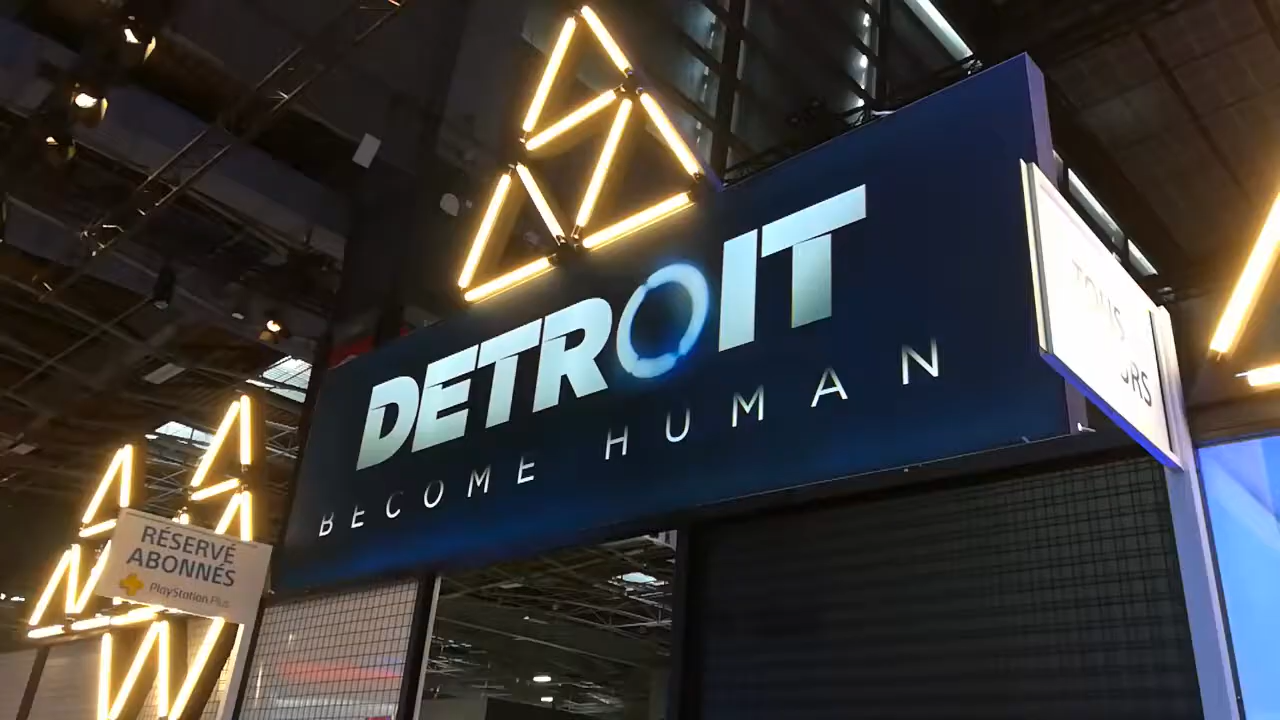 DETROIT
BECOME HUMAN
RÉSERVÉ
ABONNÉS
PlayStation Plus